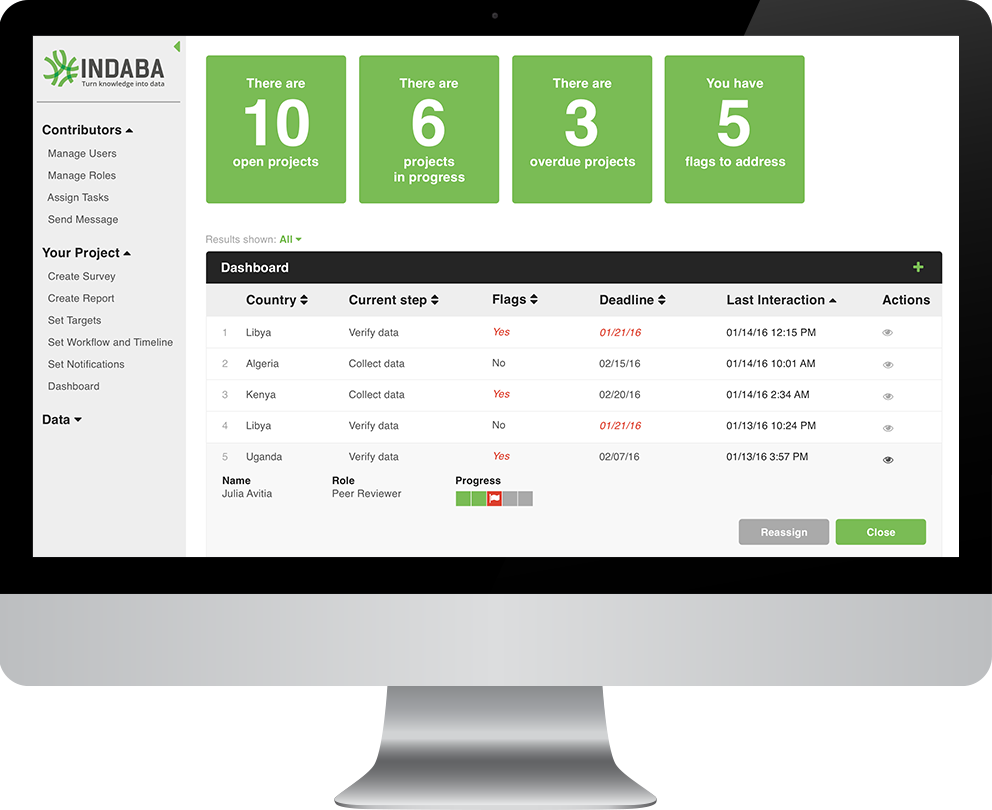 INDABA
Turn knowledge into data
Contributors
Manage Users
Manage Roles
Assign Tasks
Send Message
Your Project
Create Survey
Create Report
Set Targets
Set Workflow and Timeline
Set Notifications
Dashboard
Data
There are
10
open projects
There are
6
projects
in progress
There are
3
overdue projects
You have
5
flags to address
Results shown: All
Dashboard +
Country Current step Flags Deadline Last Interaction Actions
1 Libya Verify data Yes 01/21/16 01/14/16 12:15 PM
2 Algeria Collect data No 02/15/16 01/14/16 10:01 AM
3 Kenya Collect data Yes 02/20/16 01/14/16 2:34 AM
4 Libya Verify data No 01/21/16 01/13/16 10:24 PM
5 Uganda Verify data Yes 02/07/16 01/13/16 3:57 PM
Name Role Progress
Julia Avitia Peer Reviewer
Reassign Close